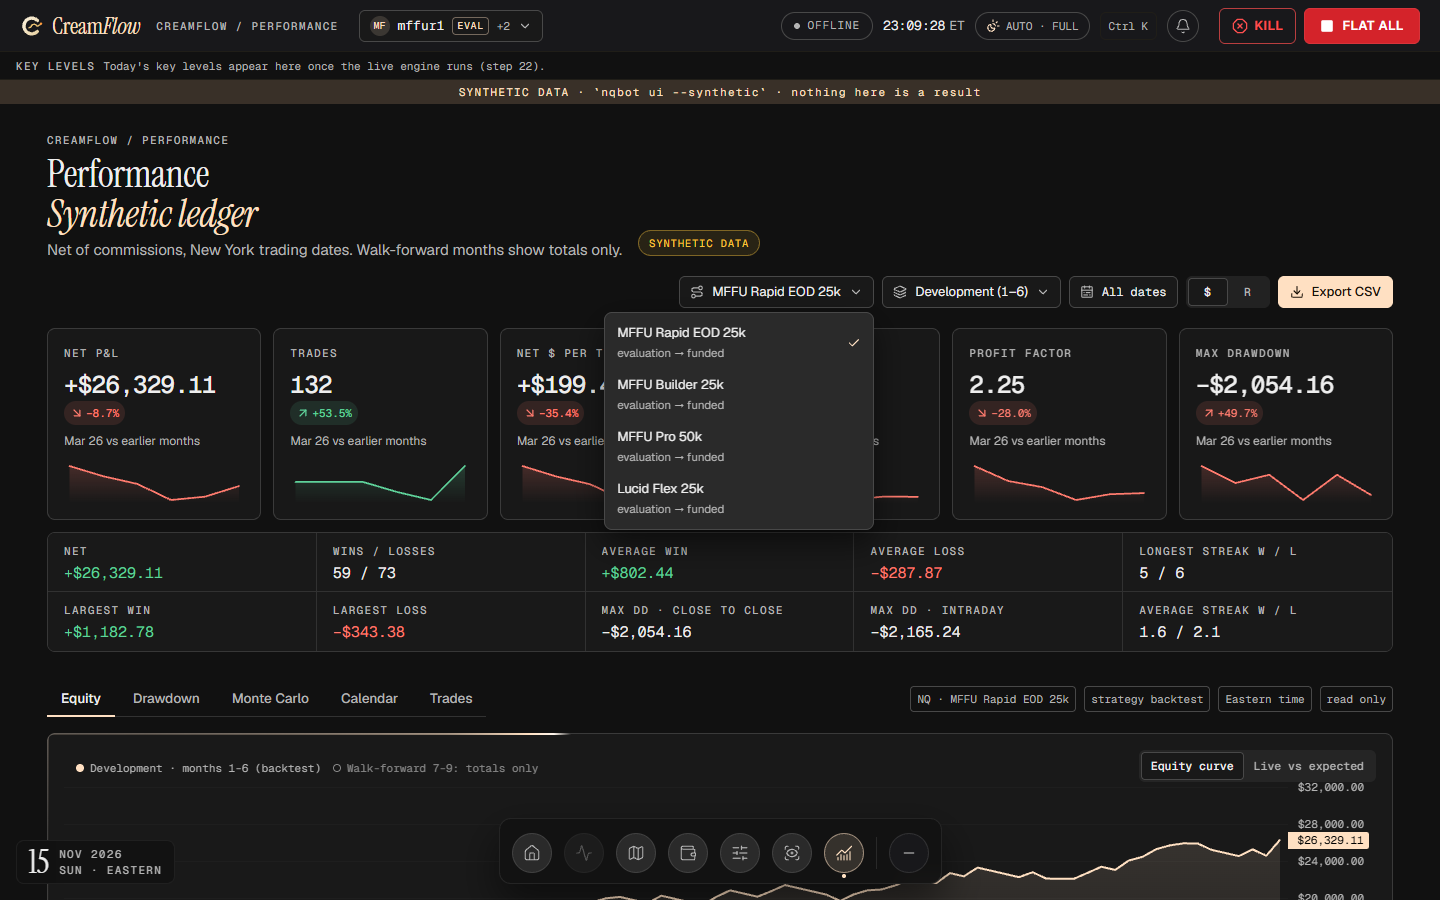 CreamFlow CREAMFLOW / PERFORMANCE MF mffur1 EVAL +2 OFFLINE 23:09:28 ET AUTO · FULL Ctrl K KILL FLAT ALL
KEY LEVELS Today's key levels appear here once the live engine runs (step 22).
SYNTHETIC DATA · `nqbot ui --synthetic` · nothing here is a result
CREAMFLOW / PERFORMANCE
Performance
Synthetic ledger
Net of commissions, New York trading dates. Walk-forward months show totals only. SYNTHETIC DATA
MFFU Rapid EOD 25k Development (1–6) All dates $ R Export CSV
MFFU Rapid EOD 25k
evaluation → funded
MFFU Builder 25k
evaluation → funded
MFFU Pro 50k
evaluation → funded
Lucid Flex 25k
evaluation → funded
NET P&L
+$26,329.11
−8.7%
Mar 26 vs earlier months
TRADES
132
+53.5%
Mar 26 vs earlier months
NET $ PER T
+$199.4
−35.4%
Mar 26 vs earlie
s
PROFIT FACTOR
2.25
−28.0%
Mar 26 vs earlier months
MAX DRAWDOWN
−$2,054.16
+49.7%
Mar 26 vs earlier months
NET WINS / LOSSES AVERAGE WIN AVERAGE LOSS LONGEST STREAK W / L
+$26,329.11 59 / 73 +$802.44 −$287.87 5 / 6
LARGEST WIN LARGEST LOSS MAX DD · CLOSE TO CLOSE MAX DD · INTRADAY AVERAGE STREAK W / L
+$1,182.78 −$343.38 −$2,054.16 −$2,165.24 1.6 / 2.1
Equity Drawdown Monte Carlo Calendar Trades NQ · MFFU Rapid EOD 25k strategy backtest Eastern time read only
Development · months 1–6 (backtest) Walk-forward 7–9: totals only Equity curve Live vs expected
$32,000.00
$28,000.00
$26,329.11
$24,000.00
$20,000.00
15 NOV 2026
SUN · EASTERN